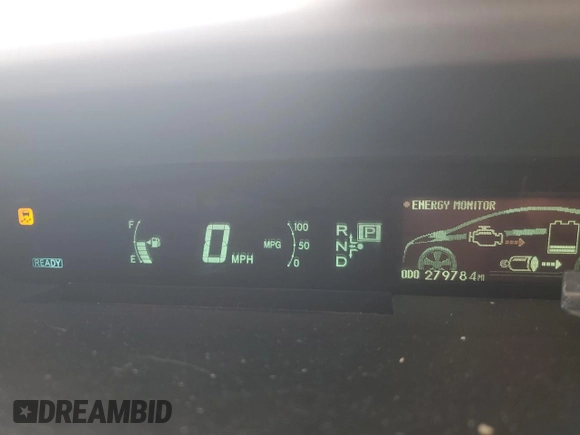 ENERGY MONITOR
F
E
READY
0 MPH
MPG
100
50
0
R
N
D
P
ODO 279784 MI
DREAMBID